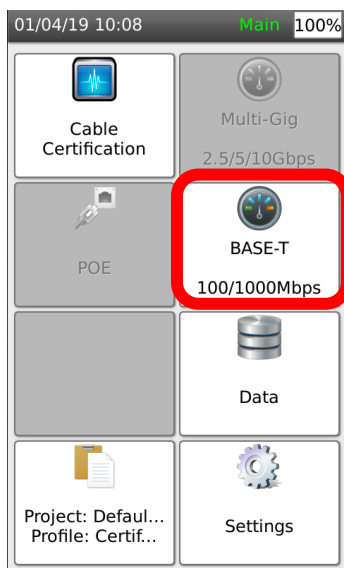 01/04/19 10:08 Main 100%
Cable
Certification
Multi-Gig
2.5/5/10Gbps
POE
BASE-T
100/1000Mbps
Data
Project: Defaul...
Profile: Certif...
Settings